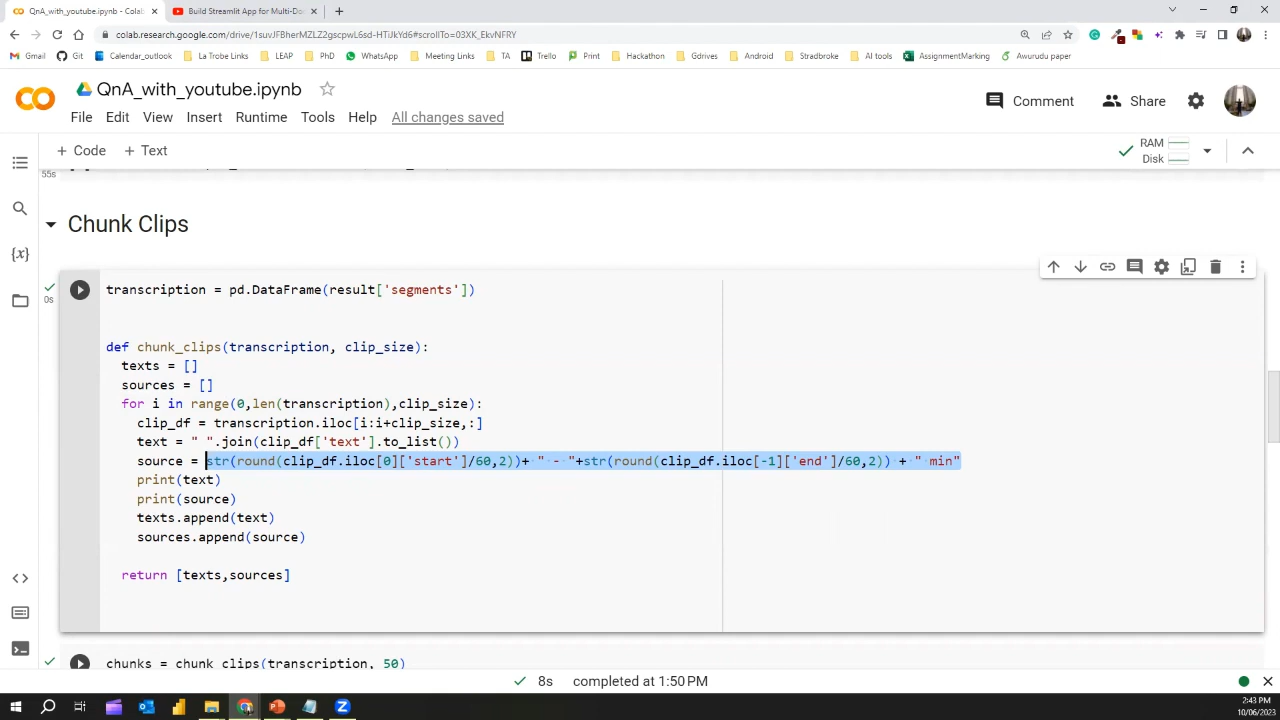 QnA_with_youtube.ipynb - Colab
Build Streamlit App for Multi-Do
colab.research.google.com/drive/1suvJFBherMZLZ2gscpwL6sd-HTiJkYd6#scrollTo=03XK_EkvNFRY
Gmail Git Calendar_outlook La Trobe Links LEAP PhD WhatsApp Meeting Links TA Trello Print Hackathon Gdrives Android Stradbroke AI tools AssignmentMarking Awurudu paper
QnA_with_youtube.ipynb
Comment Share
File Edit View Insert Runtime Tools Help All changes saved
+ Code + Text
RAM
Disk
55s
Chunk Clips
0s
transcription = pd.DataFrame(result['segments'])
def chunk_clips(transcription, clip_size):
texts = []
sources = []
for i in range(0,len(transcription),clip_size):
clip_df = transcription.iloc[i:i+clip_size,:]
text = " ".join(clip_df['text'].to_list())
source = str(round(clip_df.iloc[0]['start']/60,2))+ " - "+str(round(clip_df.iloc[-1]['end']/60,2)) + " min"
print(text)
print(source)
texts.append(text)
sources.append(source)
return [texts,sources]
chunks = chunk_clips(transcription, 50)
8s completed at 1:50 PM
2:43 PM
10/06/2023